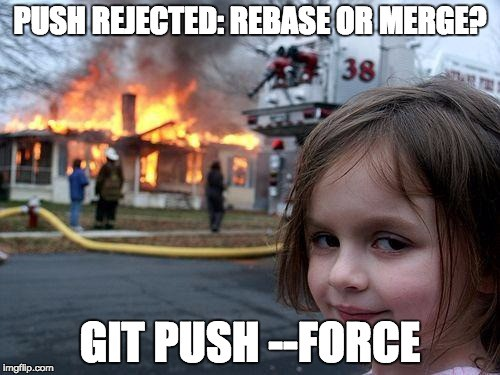 PUSH REJECTED: REBASE OR MERGE?
38
GIT PUSH --FORCE
imgflip.com